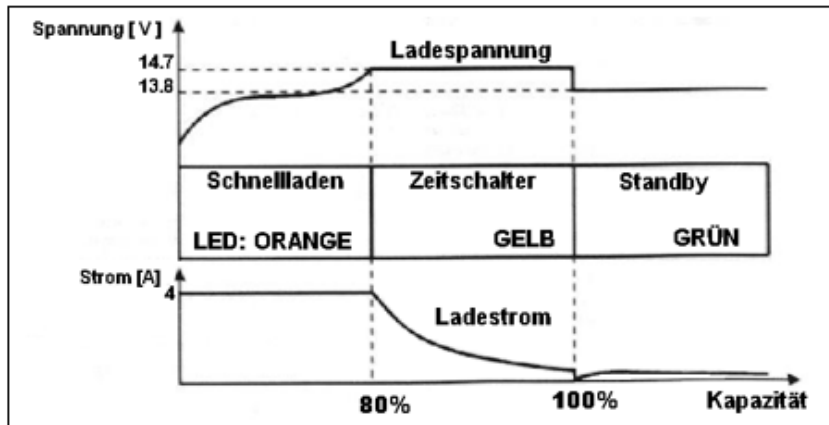 Spannung [ V ]
Ladespannung
14.7
13.8
Schnellladen Zeitschalter Standby
LED: ORANGE GELB GRÜN
Strom [A]
4
Ladestrom
80% 100% Kapazität